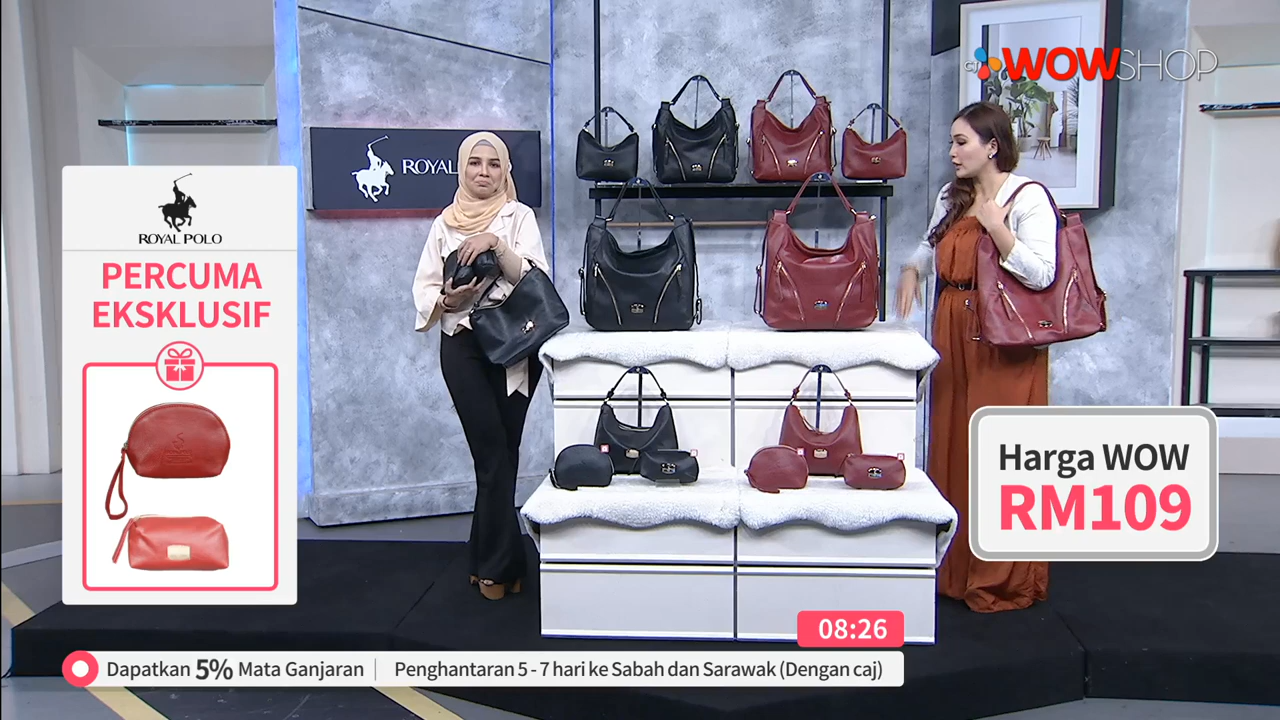 CJ WOWSHOP
ROYAL
ROYAL POLO
PERCUMA
EKSKLUSIF
Harga WOW
RM109
08:26
Dapatkan 5% Mata Ganjaran | Penghantaran 5 - 7 hari ke Sabah dan Sarawak (Dengan caj)